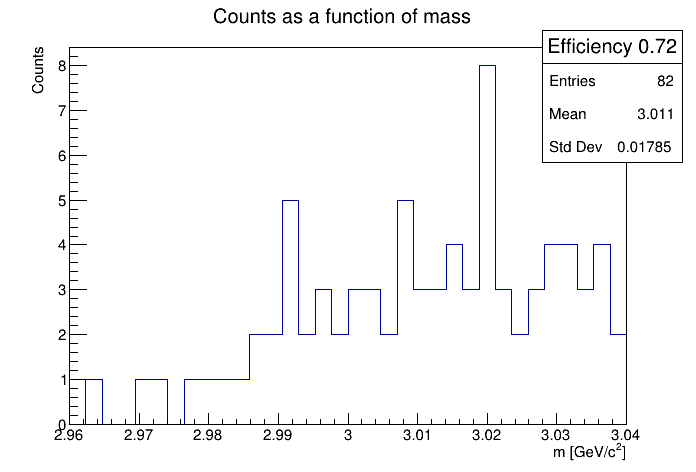 Counts as a function of mass
Efficiency 0.72
Entries 82
Mean 3.011
Std Dev 0.01785
Counts
8
7
6
5
4
3
2
1
0
2.96 2.97 2.98 2.99 3 3.01 3.02 3.03 3.04
m [GeV/c²]